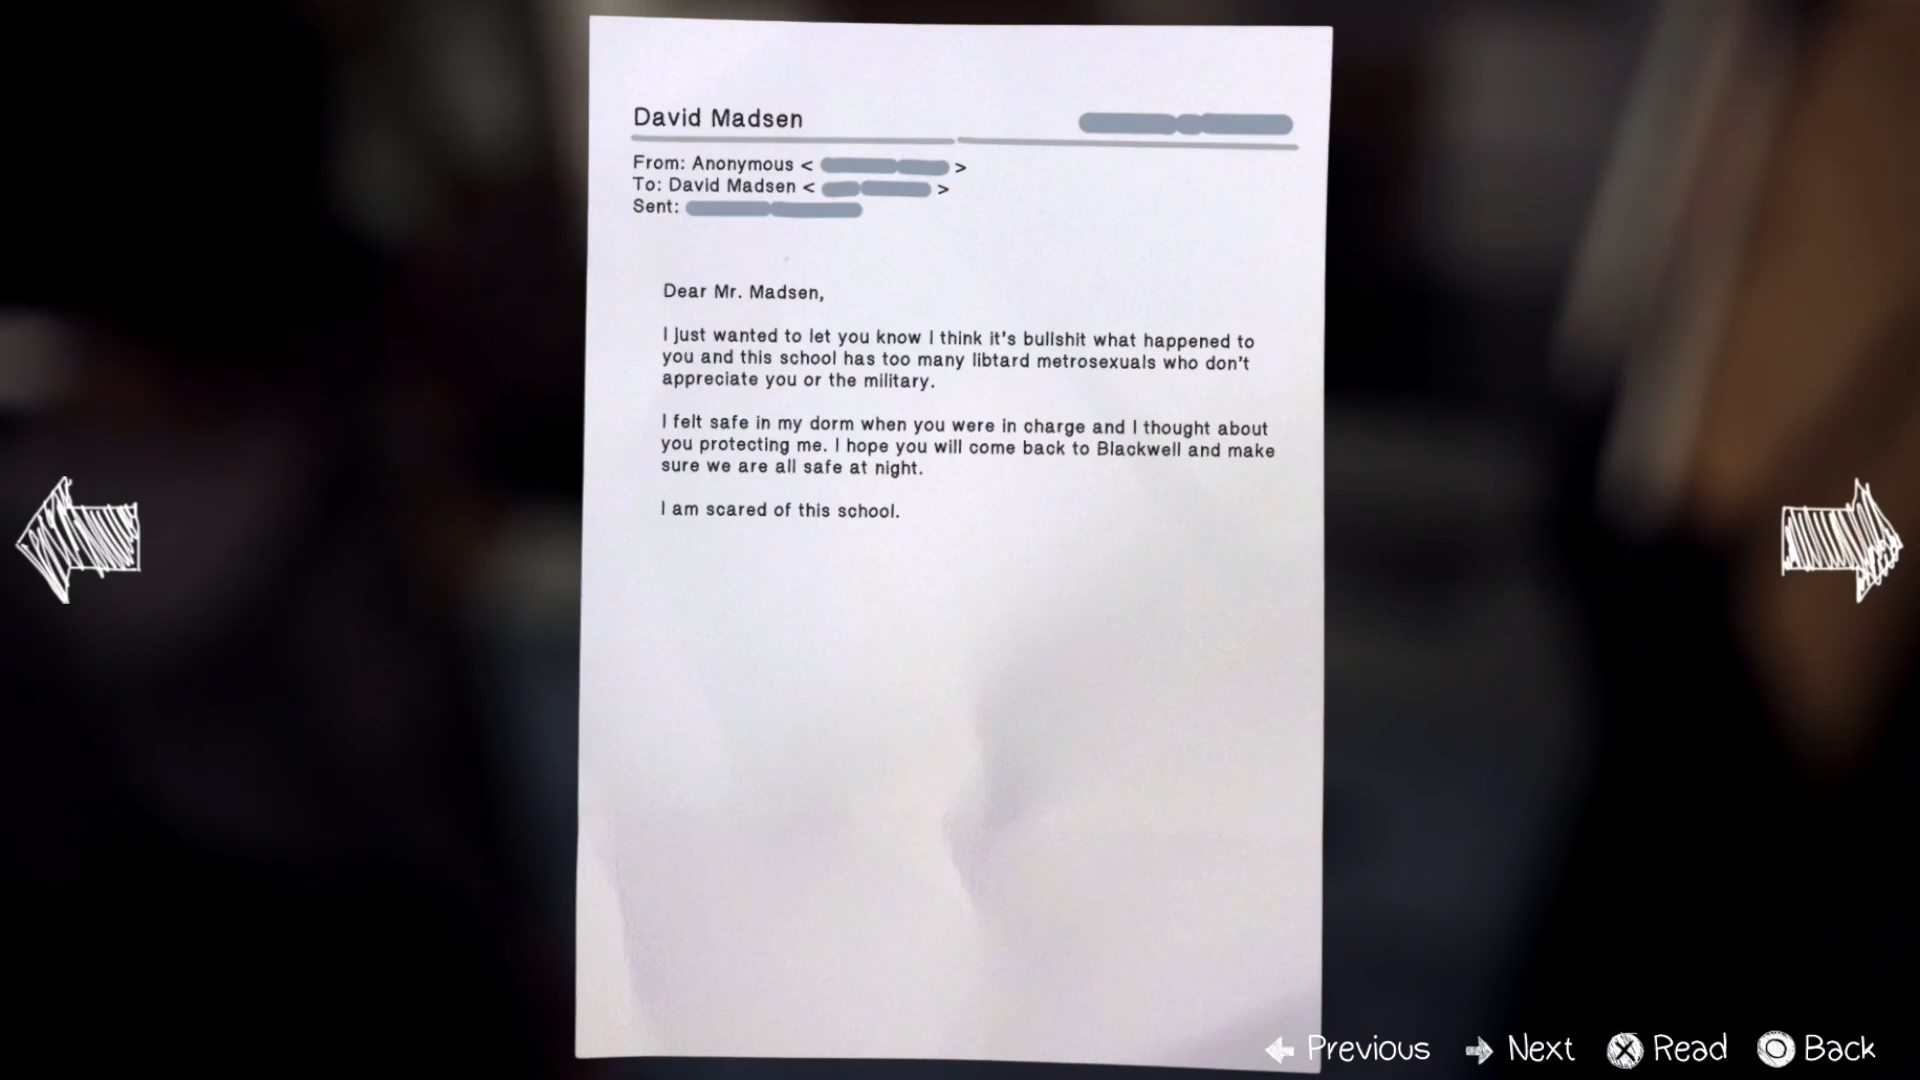 David Madsen
From: Anonymous < >
To: David Madsen < >
Sent:
Dear Mr. Madsen,
I just wanted to let you know I think it's bullshit what happened to
you and this school has too many libtard metrosexuals who don't
appreciate you or the military.
I felt safe in my dorm when you were in charge and I thought about
you protecting me. I hope you will come back to Blackwell and make
sure we are all safe at night.
I am scared of this school.
Previous Next Read Back